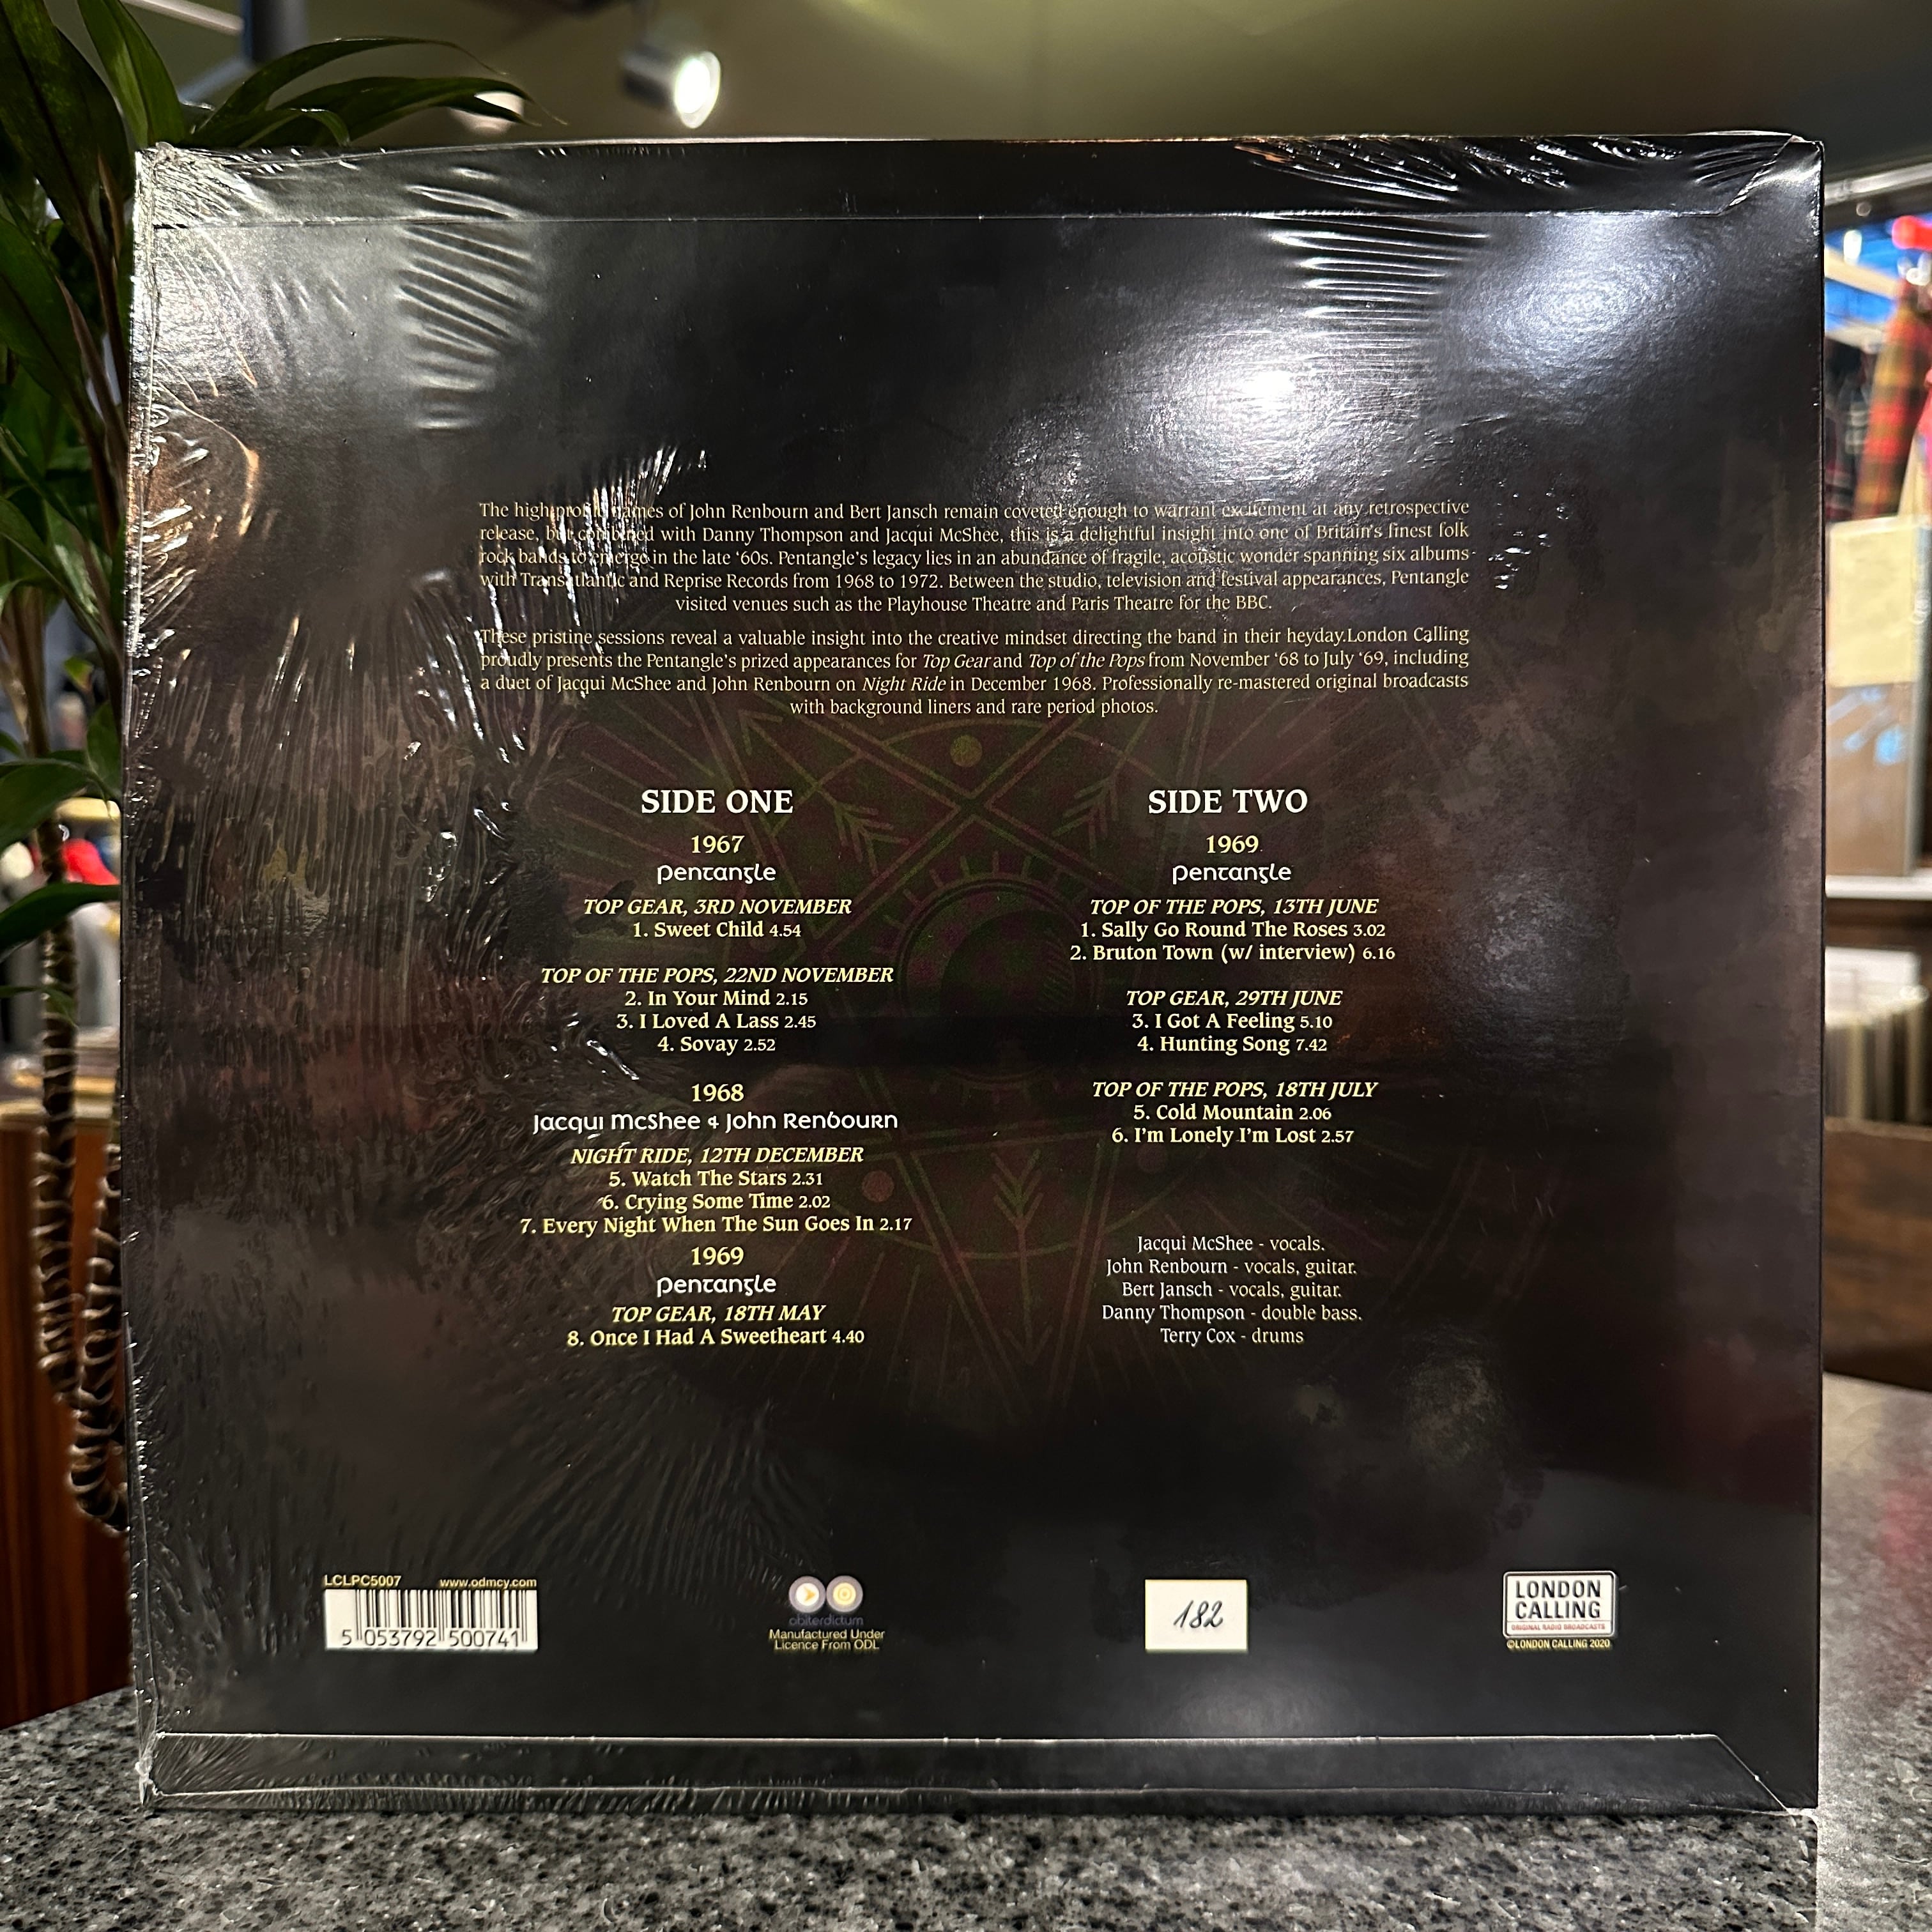 The high profile names of John Renbourn and Bert Jansch remain coveted enough to warrant excitement at any retrospective
release, but combined with Danny Thompson and Jacqui McShee, this is a delightful insight into one of Britain's finest folk
rock bands to emerge in the late ‘60s. Pentangle's legacy lies in an abundance of fragile, acoustic wonder spanning six albums
with Transatlantic and Reprise Records from 1968 to 1972. Between the studio, television and festival appearances, Pentangle
visited venues such as the Playhouse Theatre and Paris Theatre for the BBC.
These pristine sessions reveal a valuable insight into the creative mindset directing the band in their heyday.London Calling
proudly presents the Pentangle's prized appearances for Top Gear and Top of the Pops from November ‘68 to July ‘69, including
a duet of Jacqui McShee and John Renbourn on Night Ride in December 1968. Professionally re-mastered original broadcasts
with background liners and rare period photos.
SIDE ONE
1967
Pentangle
TOP GEAR, 3RD NOVEMBER
1. Sweet Child 4.54
TOP OF THE POPS, 22ND NOVEMBER
2. In Your Mind 2.15
3. I Loved A Lass 2.45
4. Sovay 2.52
1968
Jacqui McShee & John Renbourn
NIGHT RIDE, 12TH DECEMBER
5. Watch The Stars 2.31
6. Crying Some Time 2.02
7. Every Night When The Sun Goes In 2.17
1969
Pentangle
TOP GEAR, 18TH MAY
8. Once I Had A Sweetheart 4.40
SIDE TWO
1969
Pentangle
TOP OF THE POPS, 13TH JUNE
1. Sally Go Round The Roses 3.02
2. Bruton Town (w/ interview) 6.16
TOP GEAR, 29TH JUNE
3. I Got A Feeling 5.10
4. Hunting Song 7.42
TOP OF THE POPS, 18TH JULY
5. Cold Mountain 2.06
6. I'm Lonely I'm Lost 2.57
Jacqui McShee - vocals.
John Renbourn - vocals, guitar.
Bert Jansch - vocals, guitar.
Danny Thompson - double bass.
Terry Cox - drums
LCLPC5007 www.odmcy.com
5 053792 500741
obiterdictum
Manufactured Under
Licence From ODL
182
LONDON
CALLING
ORIGINAL RADIO BROADCASTS
©LONDON CALLING 2020